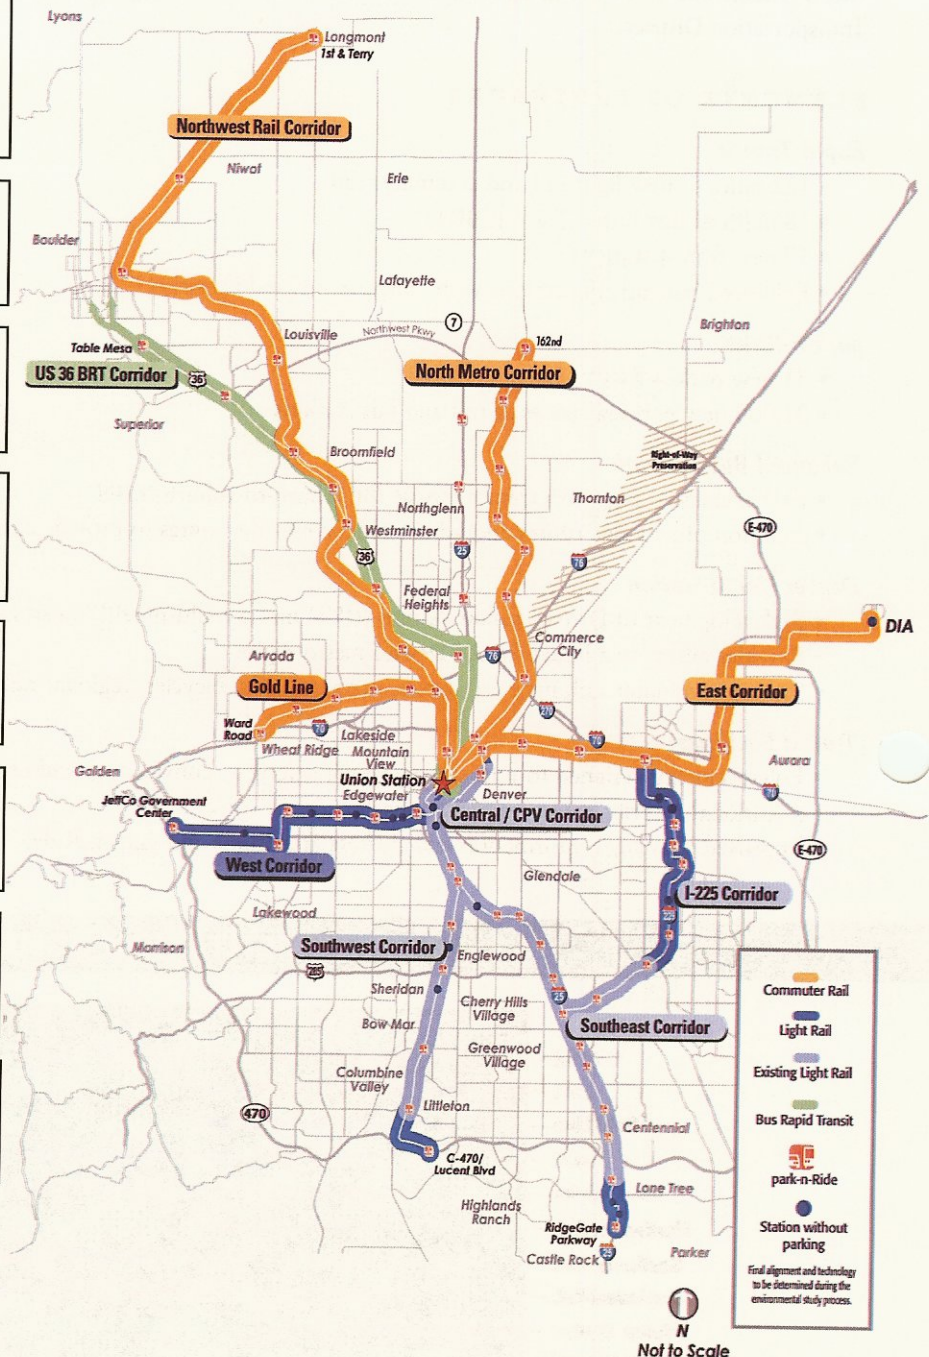 Lyons
Longmont
1st & Terry
Northwest Rail Corridor
Niwot
Erie
Boulder
Lafayette
Louisville
Northwest Pkwy
7
Brighton
162nd
Table Mesa
US 36 BRT Corridor
36
North Metro Corridor
Superior
Broomfield
Right-of-Way
Preservation
Northglenn
Thornton
Westminster
E-470
36
25
76
Federal
Heights
Commerce
City
DIA
Arvada
76
Gold Line
East Corridor
Ward
Road
70
270
Lakeside
70
Wheat Ridge
Mountain
View
Aurora
Golden
Union Station
Edgewater
Denver
70
JeffCo Government
Center
Central / CPV Corridor
E-470
West Corridor
Glendale
I-225 Corridor
Lakewood
225
Morrison
Southwest Corridor
Englewood
285
Sheridan
Cherry Hills
Village
25
Bow Mar
Southeast Corridor
Greenwood
Village
Columbine
Valley
Littleton
470
Centennial
C-470/
Lucent Blvd
Lone Tree
Highlands
Ranch
RidgeGate
Parkway
25
Castle Rock
Parker
Commuter Rail
Light Rail
Existing Light Rail
Bus Rapid Transit
park-n-Ride
Station without
parking
Final alignment and technology
to be determined during the
environmental study process.
N
Not to Scale